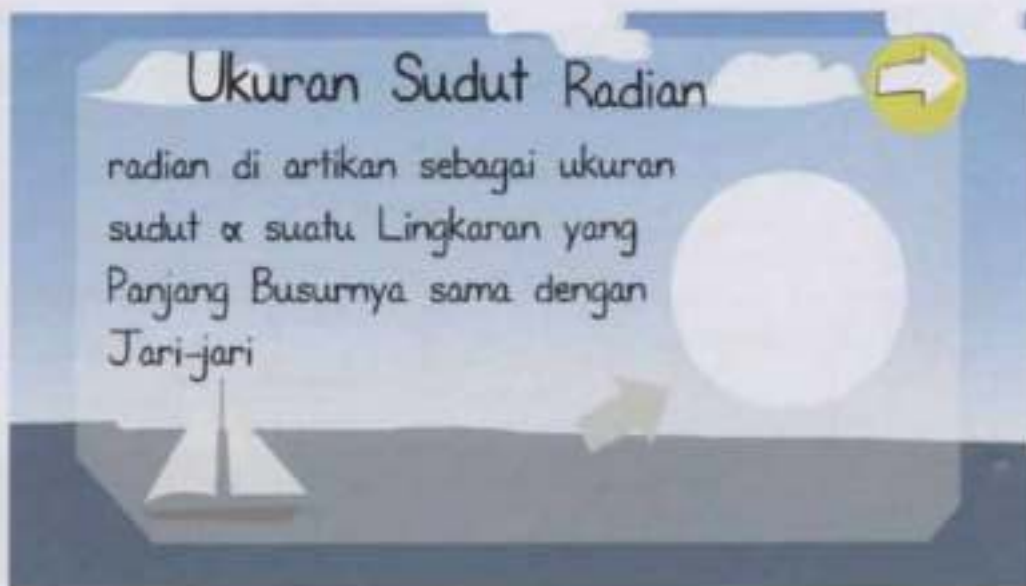 Ukuran Sudut Radian
radian di artikan sebagai ukuran
sudut α suatu Lingkaran yang
Panjang Busurnya sama dengan
Jari-jari